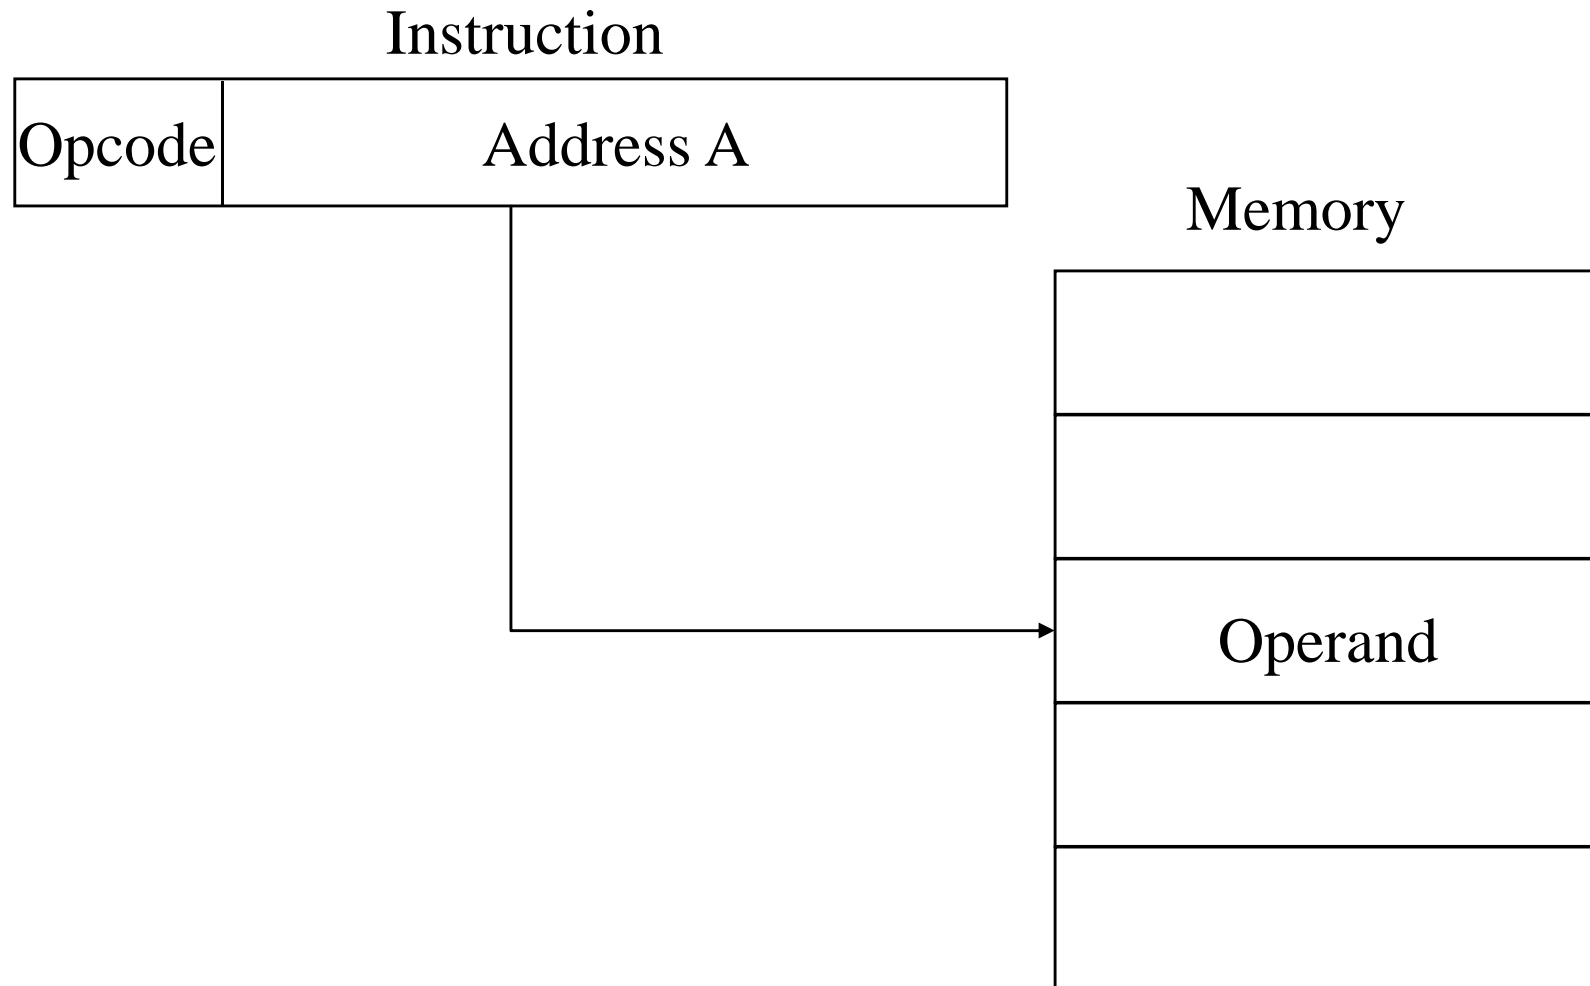 Instruction
Opcode
Address A
Memory
Operand